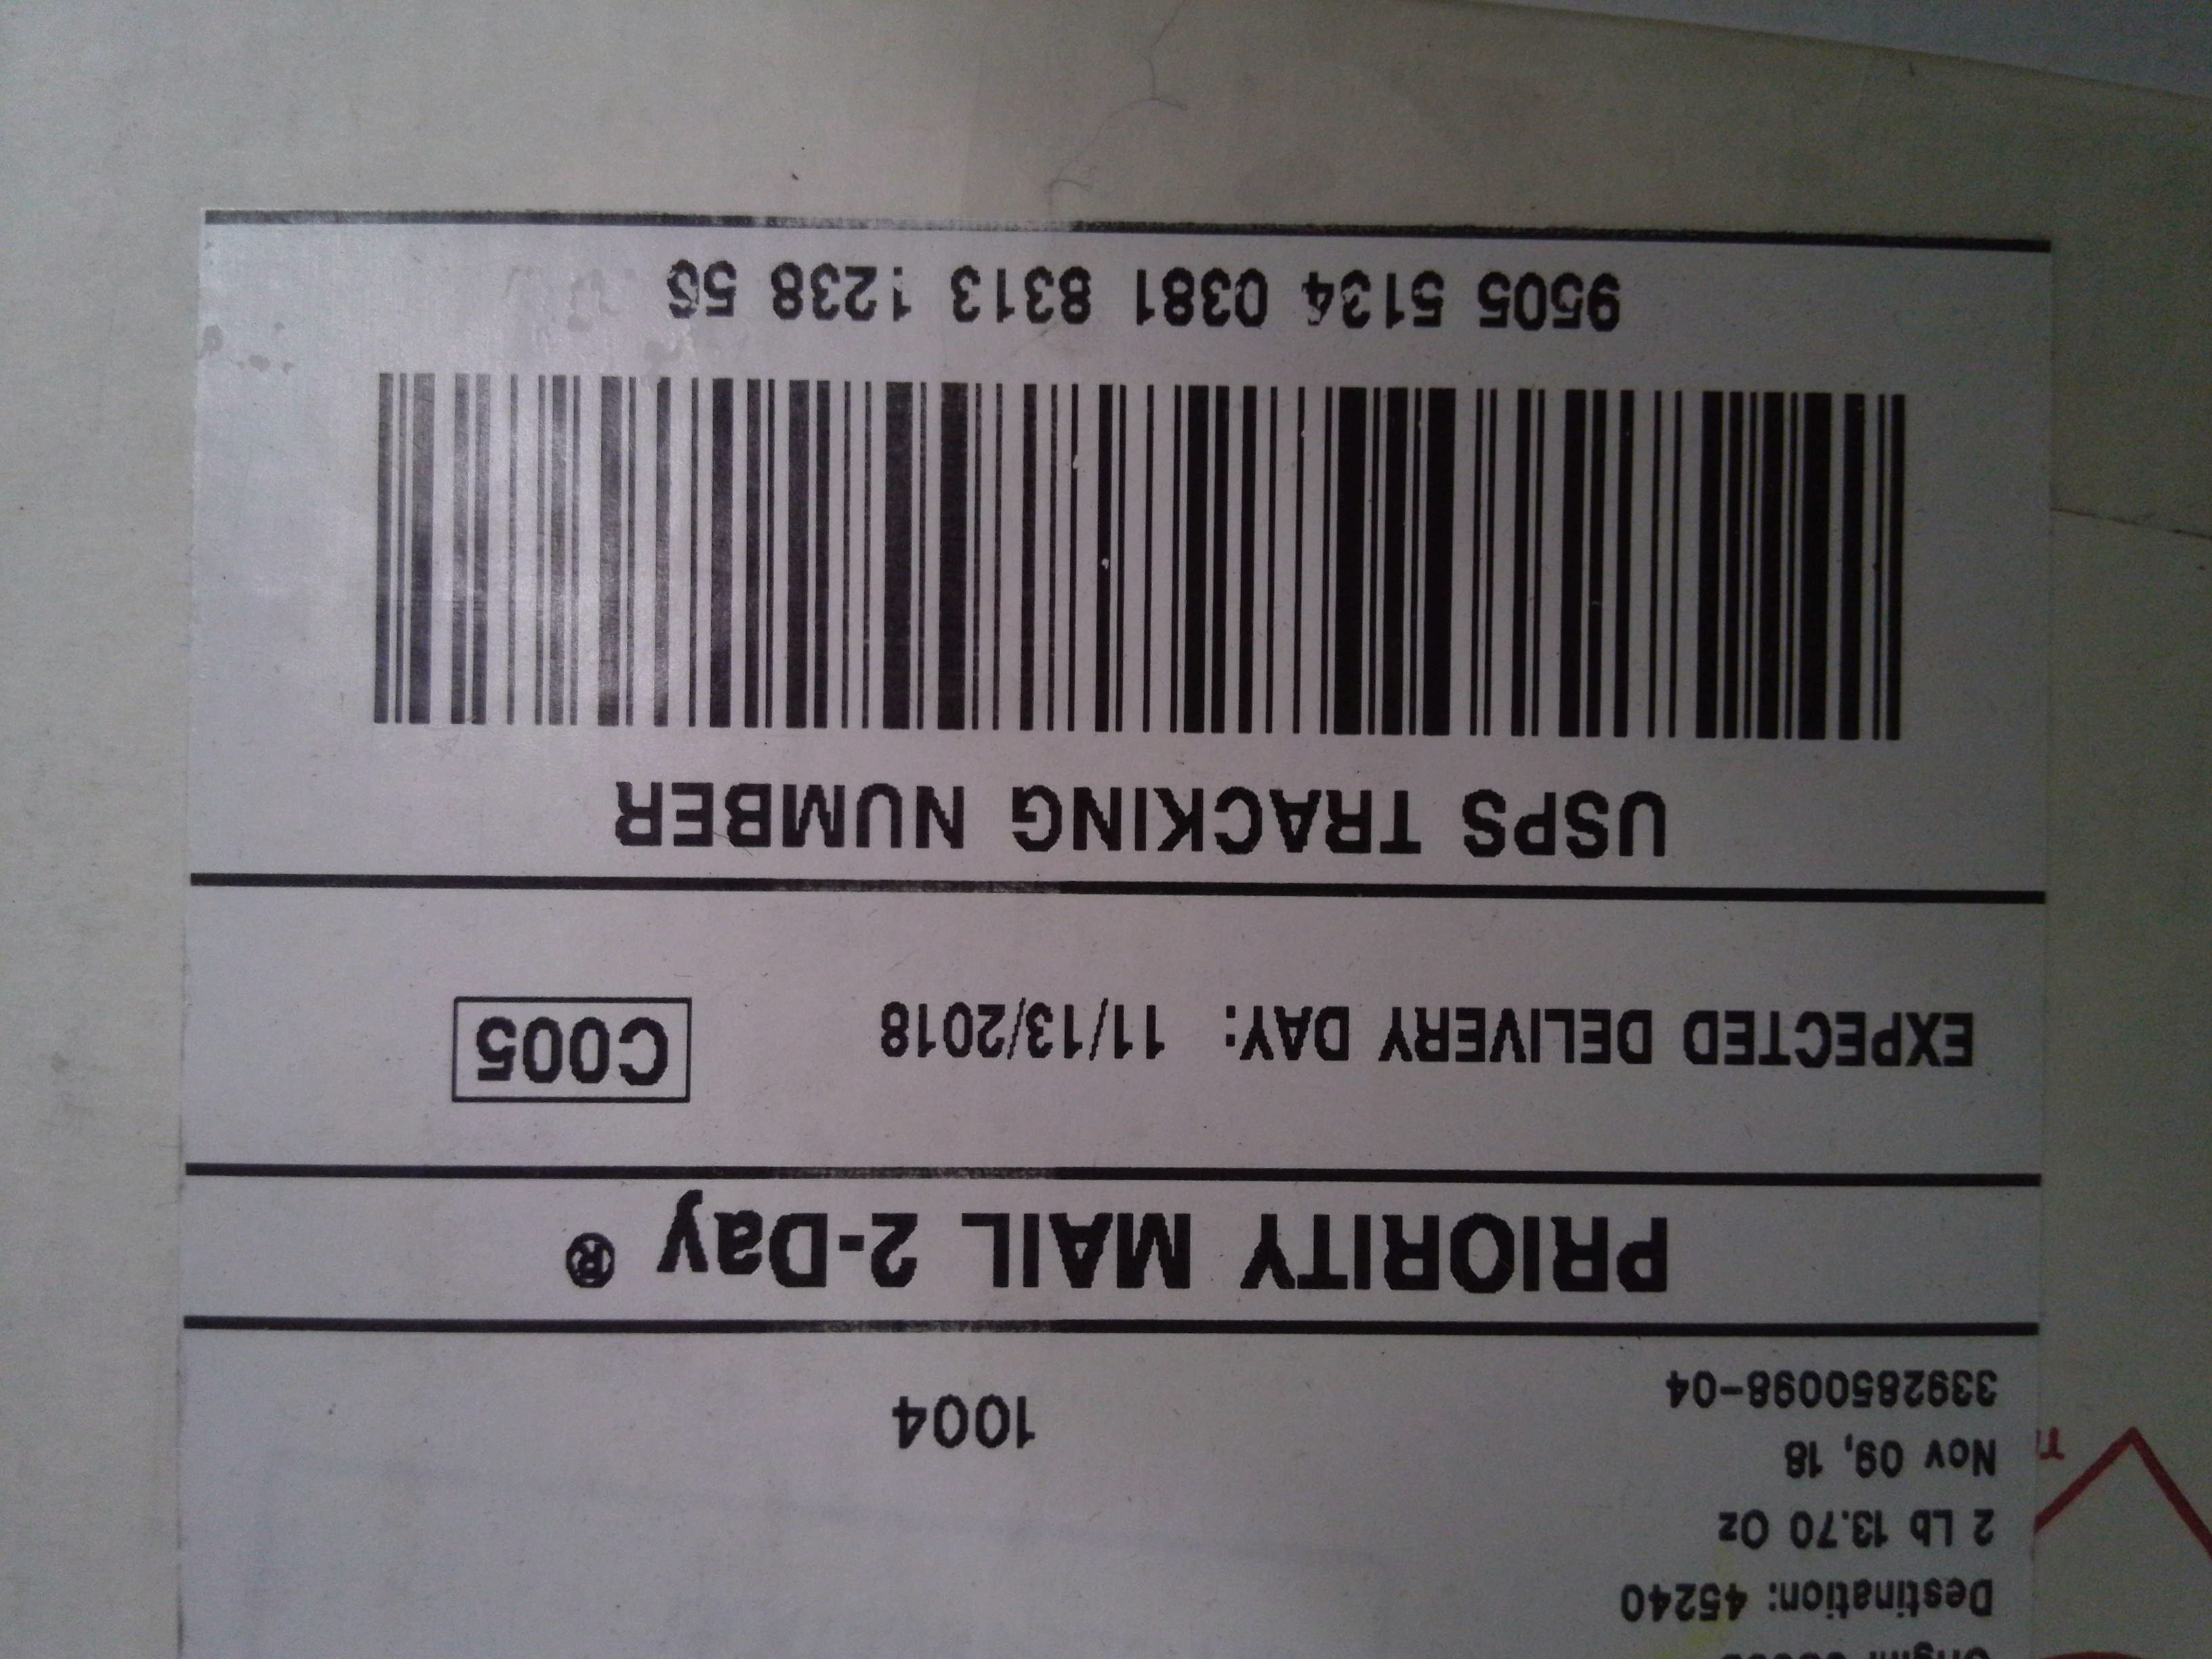 Destination: 45240
2 Lb 13.70 Oz
Nov 09, 18
3392850098-04
1004
PRIORITY MAIL 2-Day ®
EXPECTED DELIVERY DAY: 11/13/2018
C005
USPS TRACKING NUMBER
9505 5134 0381 8313 1238 56